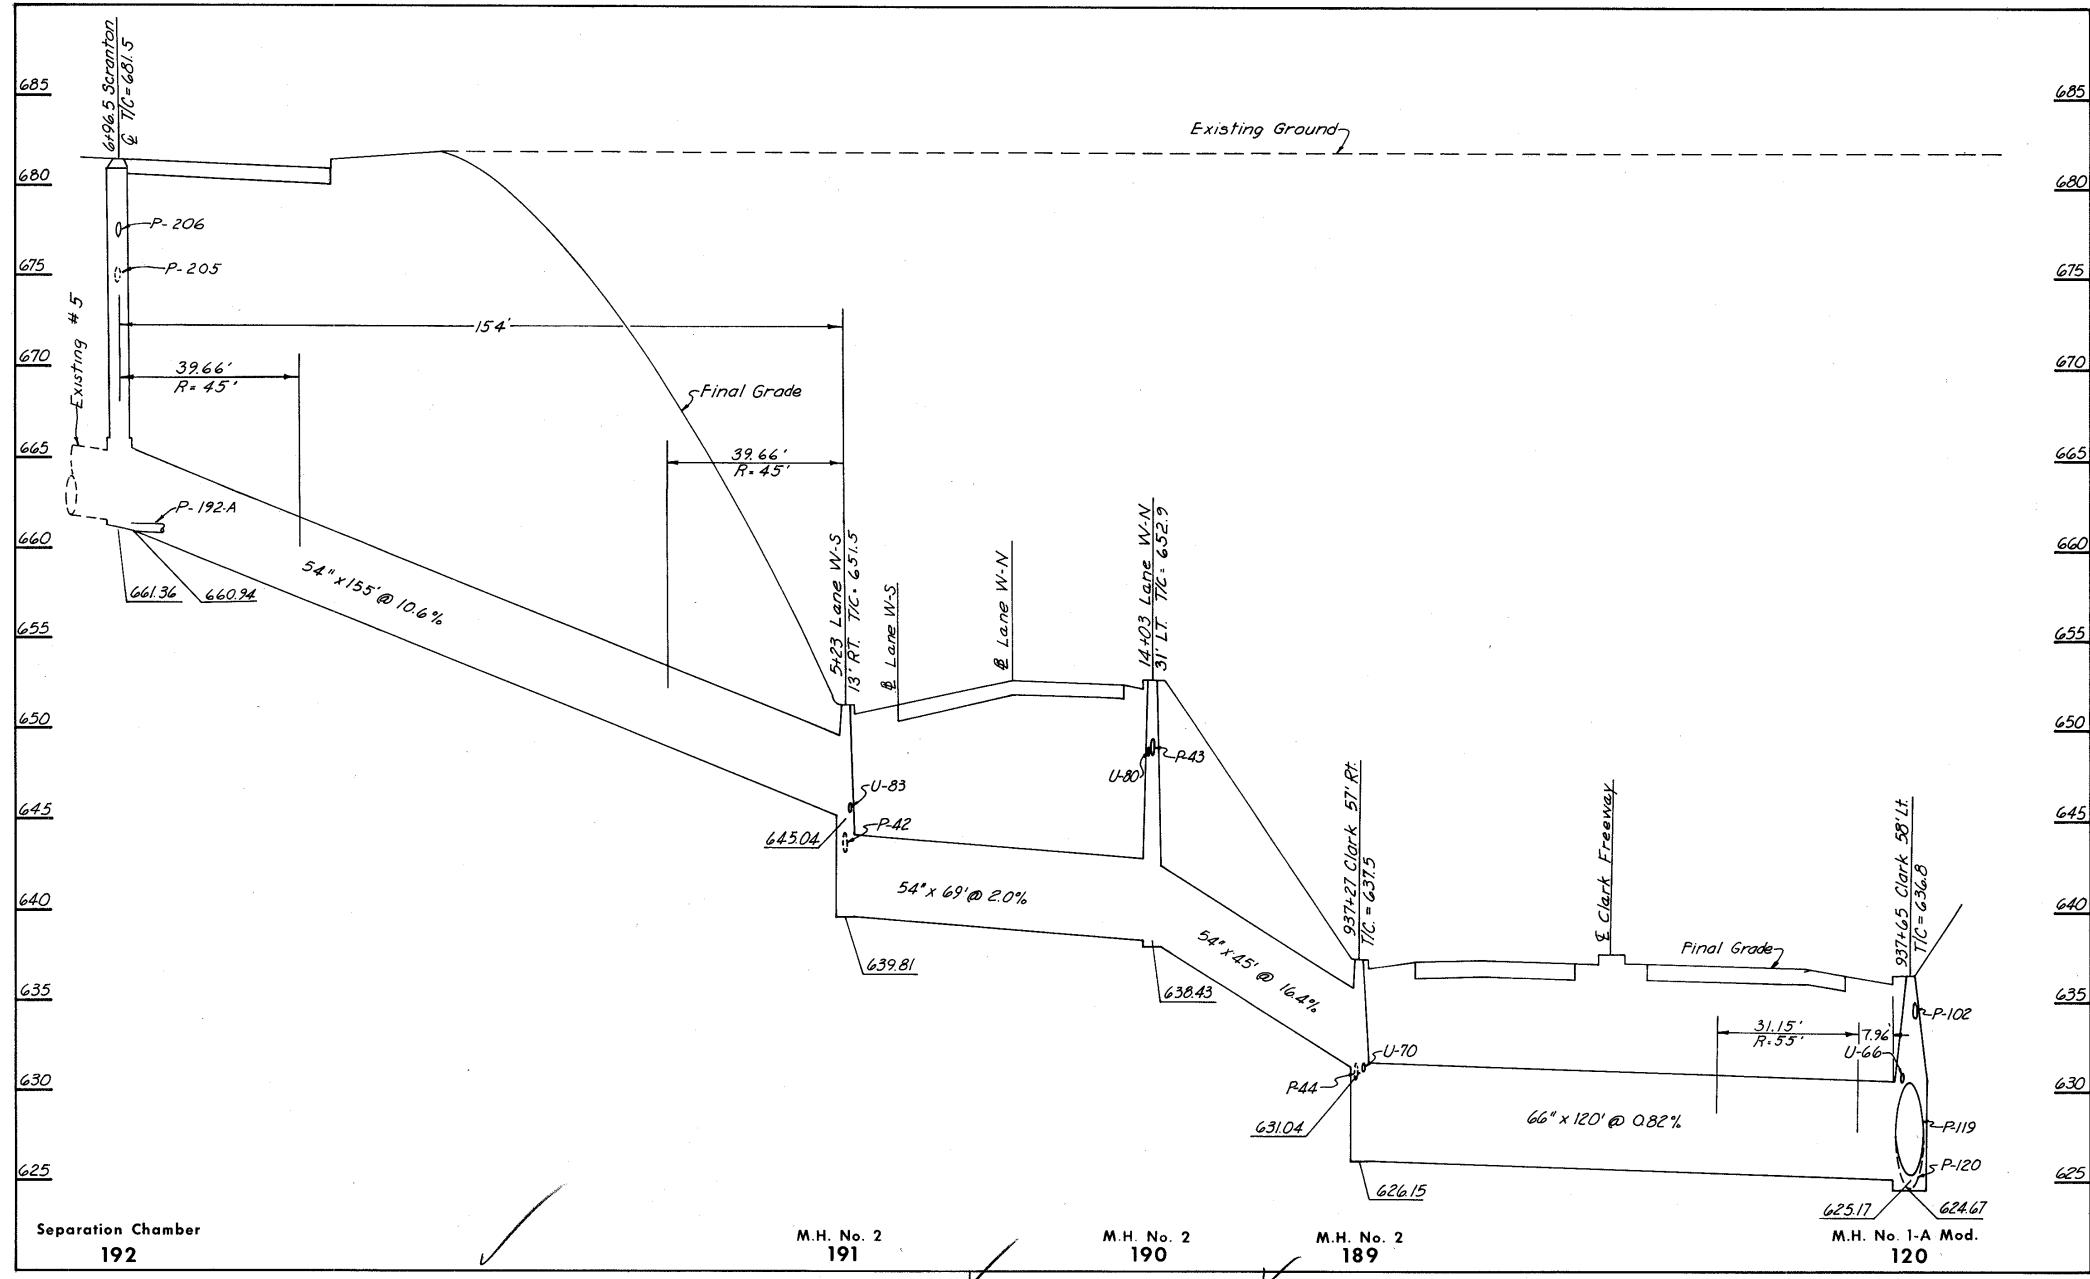 685
680
675
670
665
660
655
650
645
640
635
630
625
6+96.5 Scranton
℄ T/C=681.5
P-206
P-205
Existing #5
154'
39.66'
R=45'
P-192-A
661.36
660.94
54"x155'@10.6%
Existing Ground
Final Grade
39.66'
R=45'
5+23 Lane W-S
13' RT. T/C=651.5
℄ Lane W-S
℄ Lane W-N
14+03 Lane W-N
31' LT. T/C=652.9
U-83
P-42
645.04
U-80
P-43
54"x69'@2.0%
639.81
638.43
54"x45'@16.4%
937+27 Clark 57' Rt.
T/C=637.5
℄ Clark Freeway
Final Grade
937+65 Clark 58' Lt.
T/C=636.8
31.15'
R=55'
7.96'
P-102
U-66
U-70
P-44
631.04
66"x120'@0.82%
P-119
P-120
626.15
625.17
624.67
685
680
675
670
665
660
655
650
645
640
635
630
625
Separation Chamber
192
M.H. No. 2
191
M.H. No. 2
190
M.H. No. 2
189
M.H. No. 1-A Mod.
120